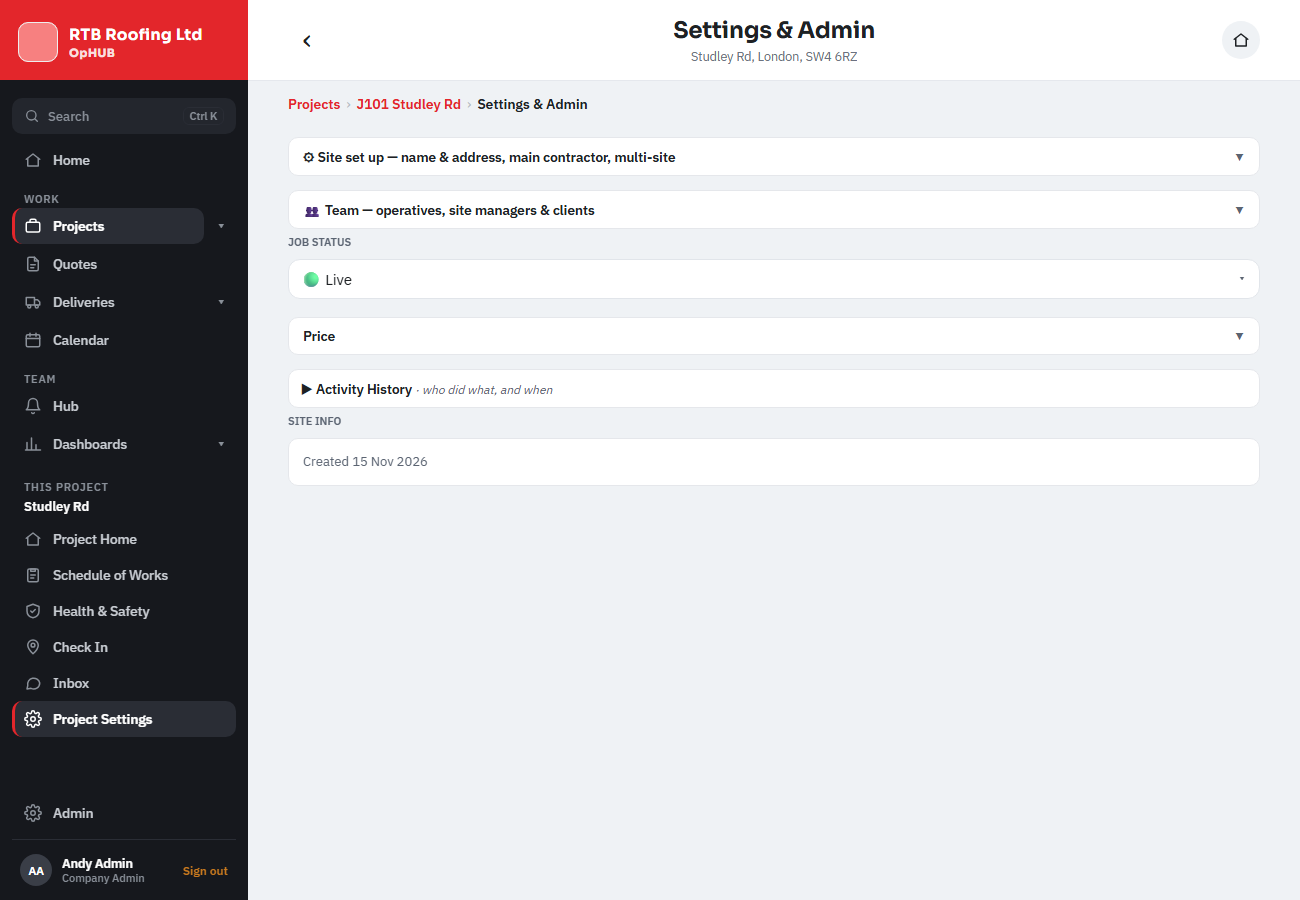 RTB Roofing Ltd
OpHUB
Search Ctrl K
Home
WORK
Projects
Quotes
Deliveries
Calendar
TEAM
Hub
Dashboards
THIS PROJECT
Studley Rd
Project Home
Schedule of Works
Health & Safety
Check In
Inbox
Project Settings
Admin
AA
Andy Admin
Company Admin
Sign out
Settings & Admin
Studley Rd, London, SW4 6RZ
Projects › J101 Studley Rd › Settings & Admin
Site set up — name & address, main contractor, multi-site
Team — operatives, site managers & clients
JOB STATUS
Live
Price
Activity History · who did what, and when
SITE INFO
Created 15 Nov 2026